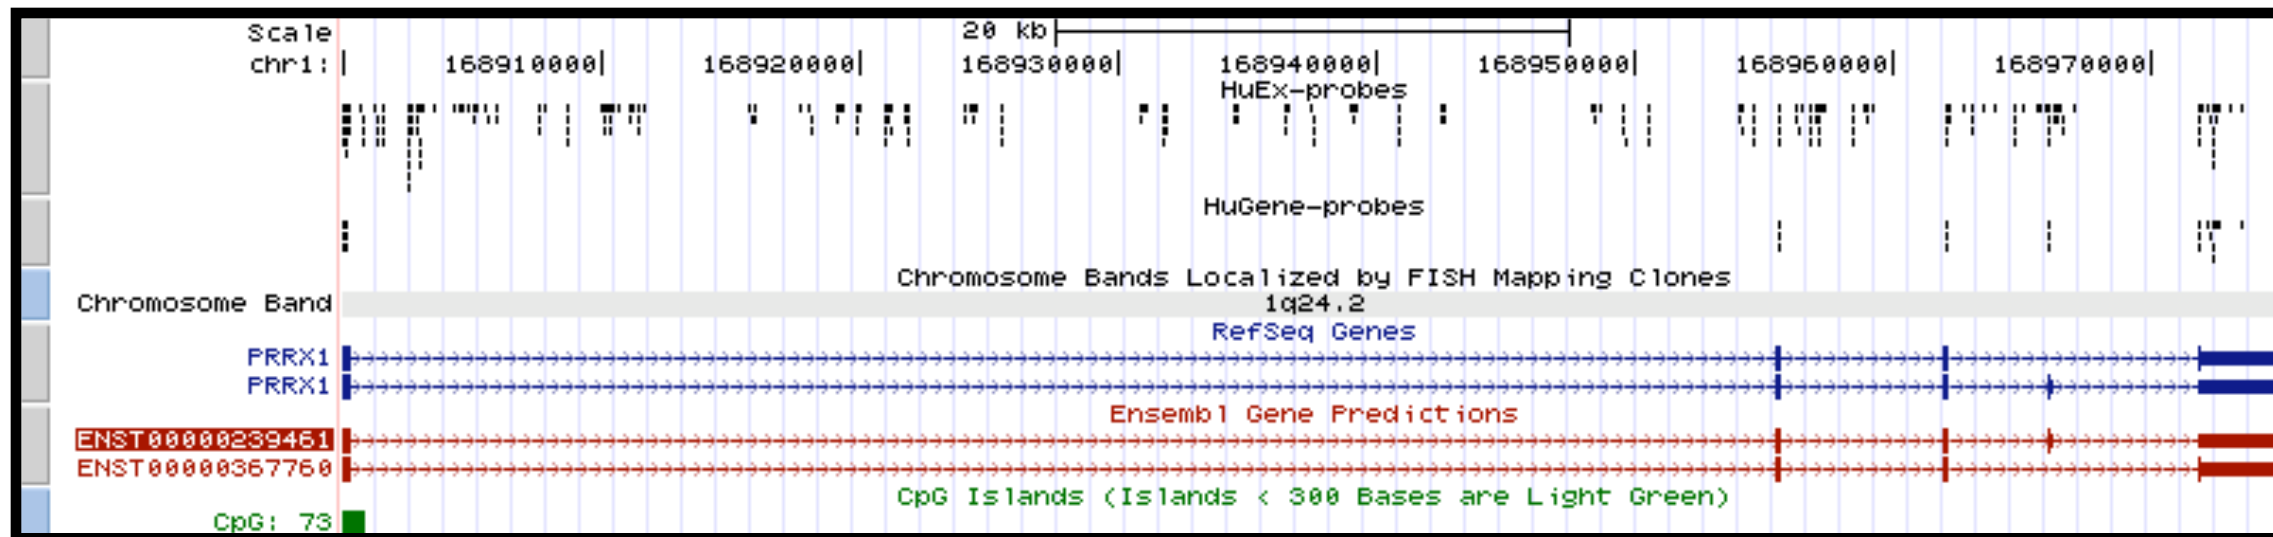 Scale 20 kb
chr1: 168910000 168920000 168930000 168940000 168950000 168960000 168970000
HuEx-probes
HuGene-probes
Chromosome Bands Localized by FISH Mapping Clones
Chromosome Band 1q24.2
RefSeq Genes
PRRX1
PRRX1
Ensembl Gene Predictions
ENST00000239461
ENST00000367760
CpG Islands (Islands < 300 Bases are Light Green)
CpG: 73